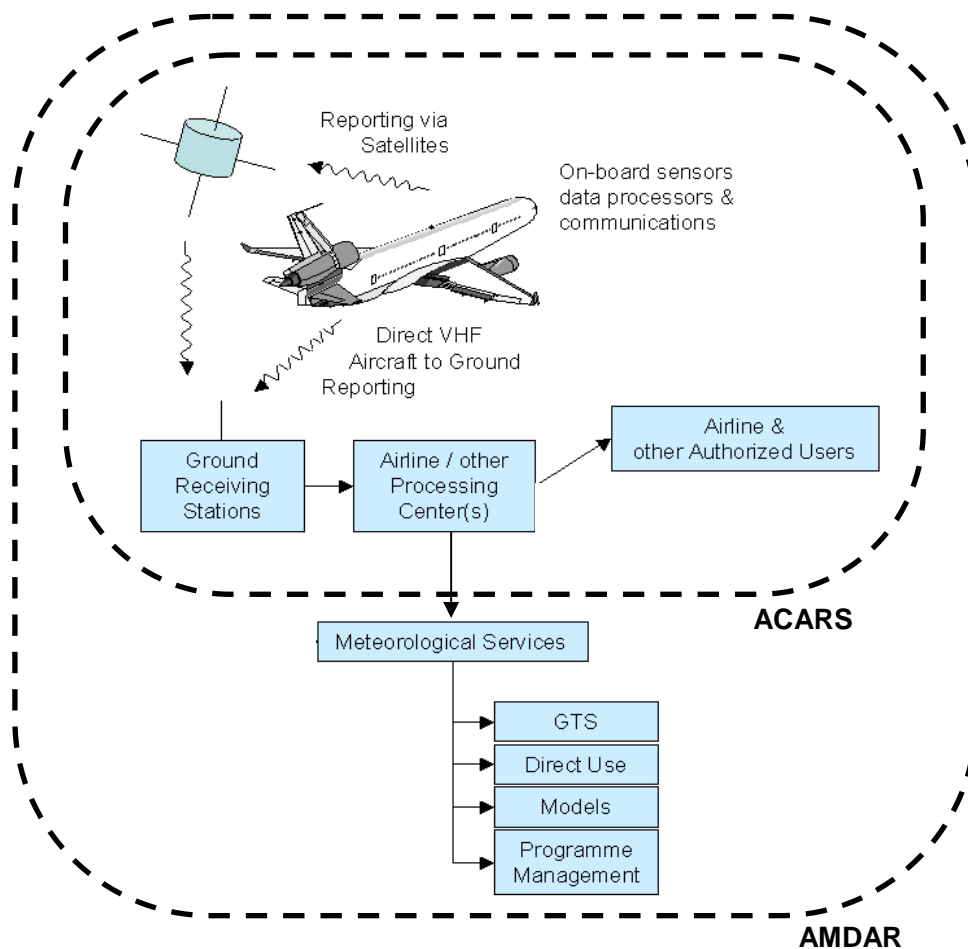 Reporting via
Satellites
On-board sensors
data processors &
communications
Direct VHF
Aircraft to Ground
Reporting
Airline &
other Authorized Users
Ground
Receiving
Stations
Airline / other
Processing
Center(s)
ACARS
Meteorological Services
GTS
Direct Use
Models
Programme
Management
AMDAR